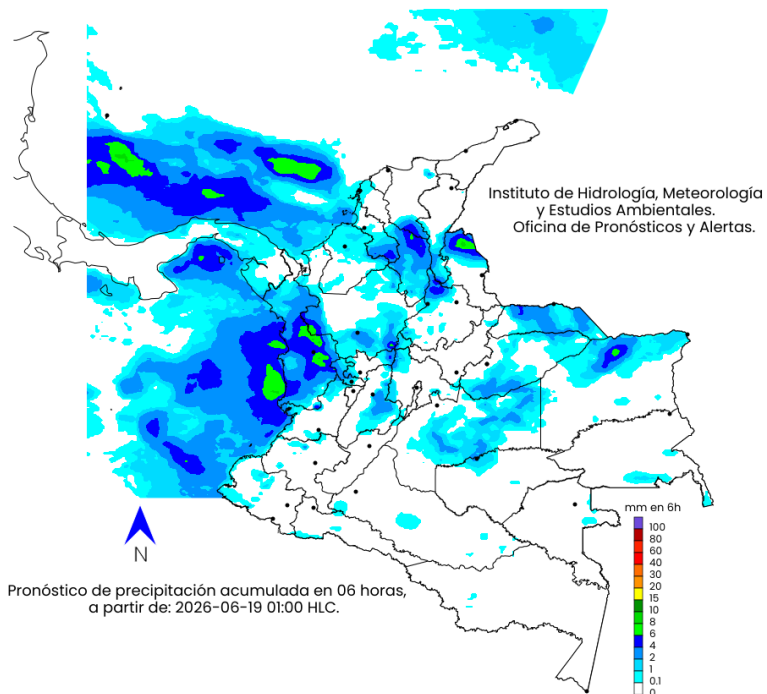 Instituto de Hidrología, Meteorología
y Estudios Ambientales.
Oficina de Pronósticos y Alertas.
mm en 6h
100
80
60
40
30
20
15
10
8
6
4
2
1
0.1
0
N
Pronóstico de precipitación acumulada en 06 horas,
a partir de: 2026-06-19 01:00 HLC.